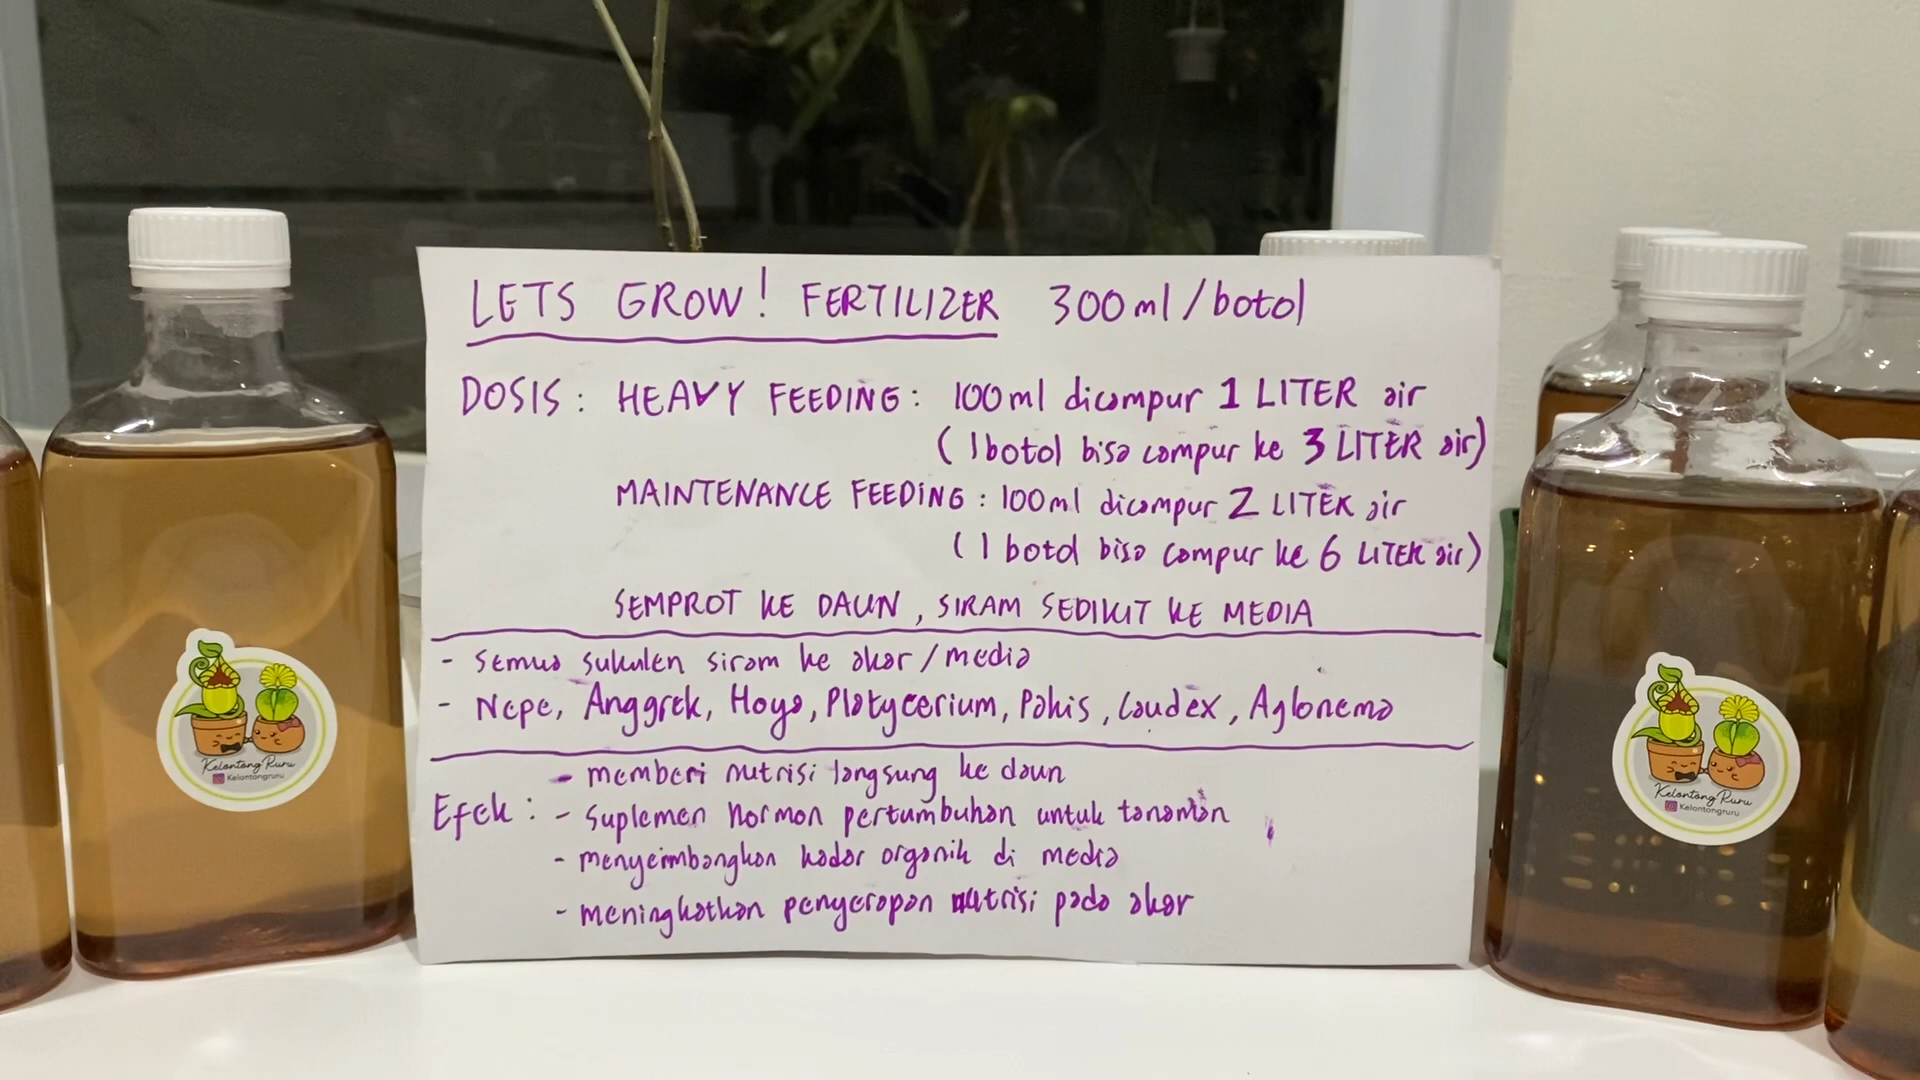 LETS GROW! FERTILIZER 300ml/botol
DOSIS: HEAVY FEEDING: 100ml dicampur 1 LITER air
(1 botol bisa campur ke 3 LITER air)
MAINTENANCE FEEDING: 100ml dicampur 2 LITER air
(1 botol bisa campur ke 6 LITER air)
SEMPROT KE DAUN, SIRAM SEDIKIT KE MEDIA
- semua sukulen siram ke akar/media
- Nepe, Anggrek, Hoya, Platycerium, Pakis, Caudex, Aglonema
- memberi nutrisi langsung ke daun
Efek: - suplemen hormon pertumbuhan untuk tanaman
- menyeimbangkan kadar organik di media
- meningkatkan penyerapan nutrisi pada akar
Kelontong Ruru
Kelontongruru
Kelontong Ruru
Kelontongruru